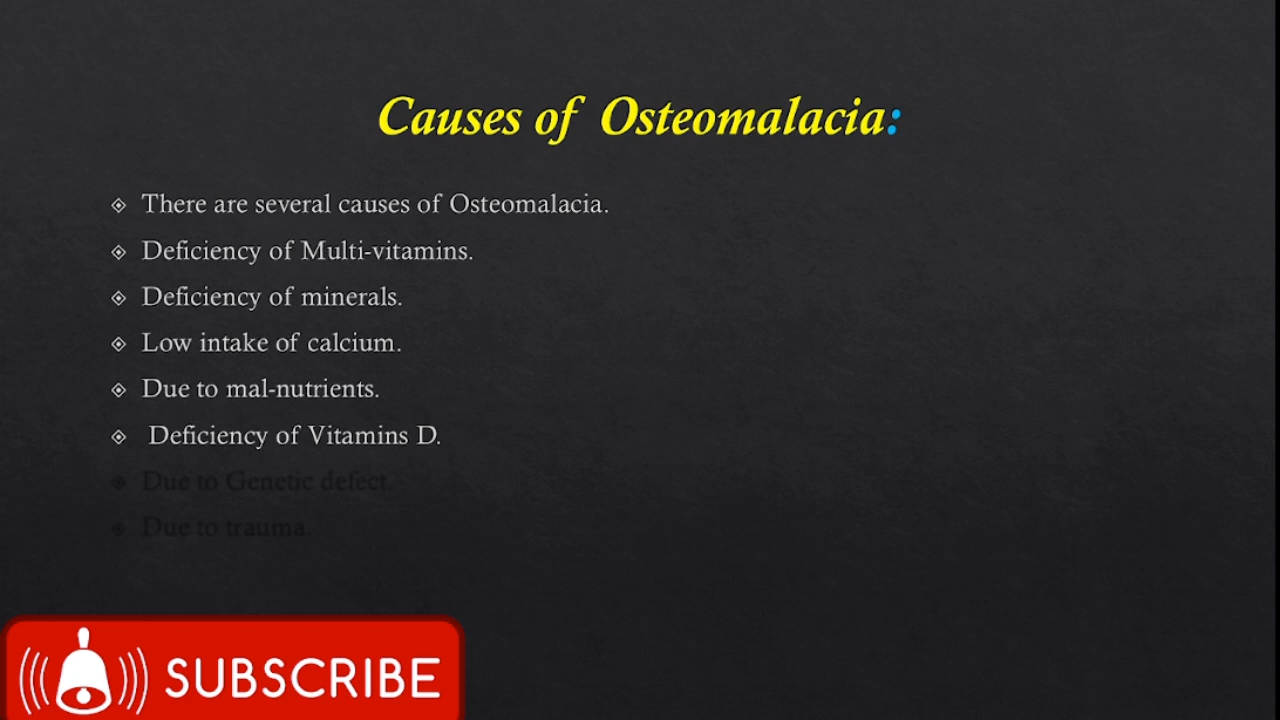 Causes of Osteomalacia:
There are several causes of Osteomalacia.
Deficiency of Multi-vitamins.
Deficiency of minerals.
Low intake of calcium.
Due to mal-nutrients.
Deficiency of Vitamins D.
Due to Genetic defect.
Due to trauma.
SUBSCRIBE